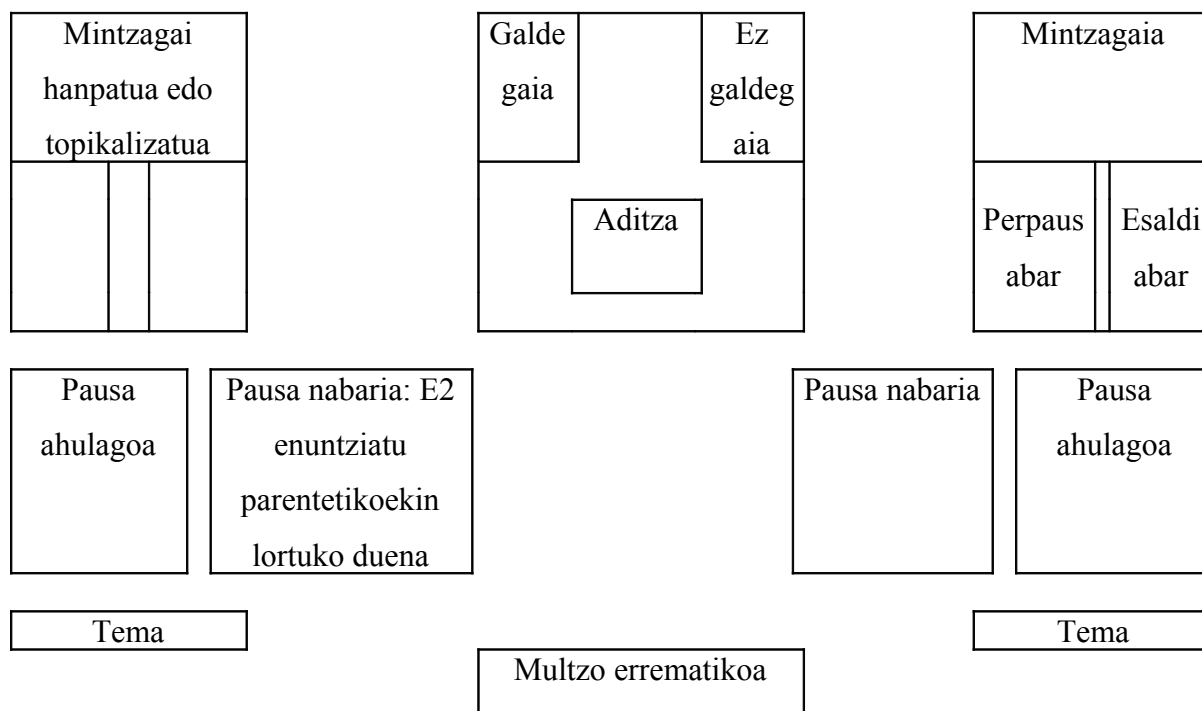 Mintzagai
hanpatua edo
topikalizatua
Galde
gaia
Ez
galdeg
aia
Mintzagaia
Aditza
Perpaus
abar
Esaldi
abar
Pausa
ahulagoa
Pausa nabaria: E2
enuntziatu
parentetikoekin
lortuko duena
Pausa nabaria
Pausa
ahulagoa
Tema
Tema
Multzo errematikoa